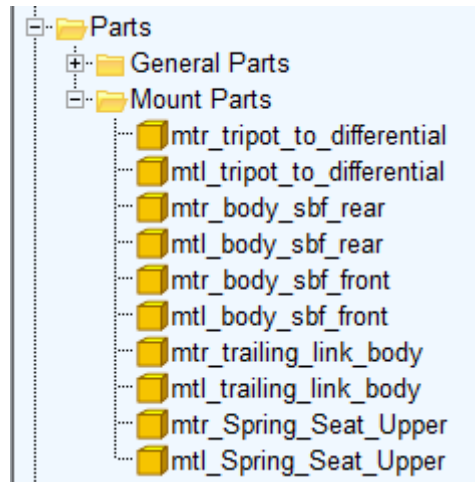 Parts
General Parts
Mount Parts
mtr_tripot_to_differential
mtl_tripot_to_differential
mtr_body_sbf_rear
mtl_body_sbf_rear
mtr_body_sbf_front
mtl_body_sbf_front
mtr_trailing_link_body
mtl_trailing_link_body
mtr_Spring_Seat_Upper
mtl_Spring_Seat_Upper